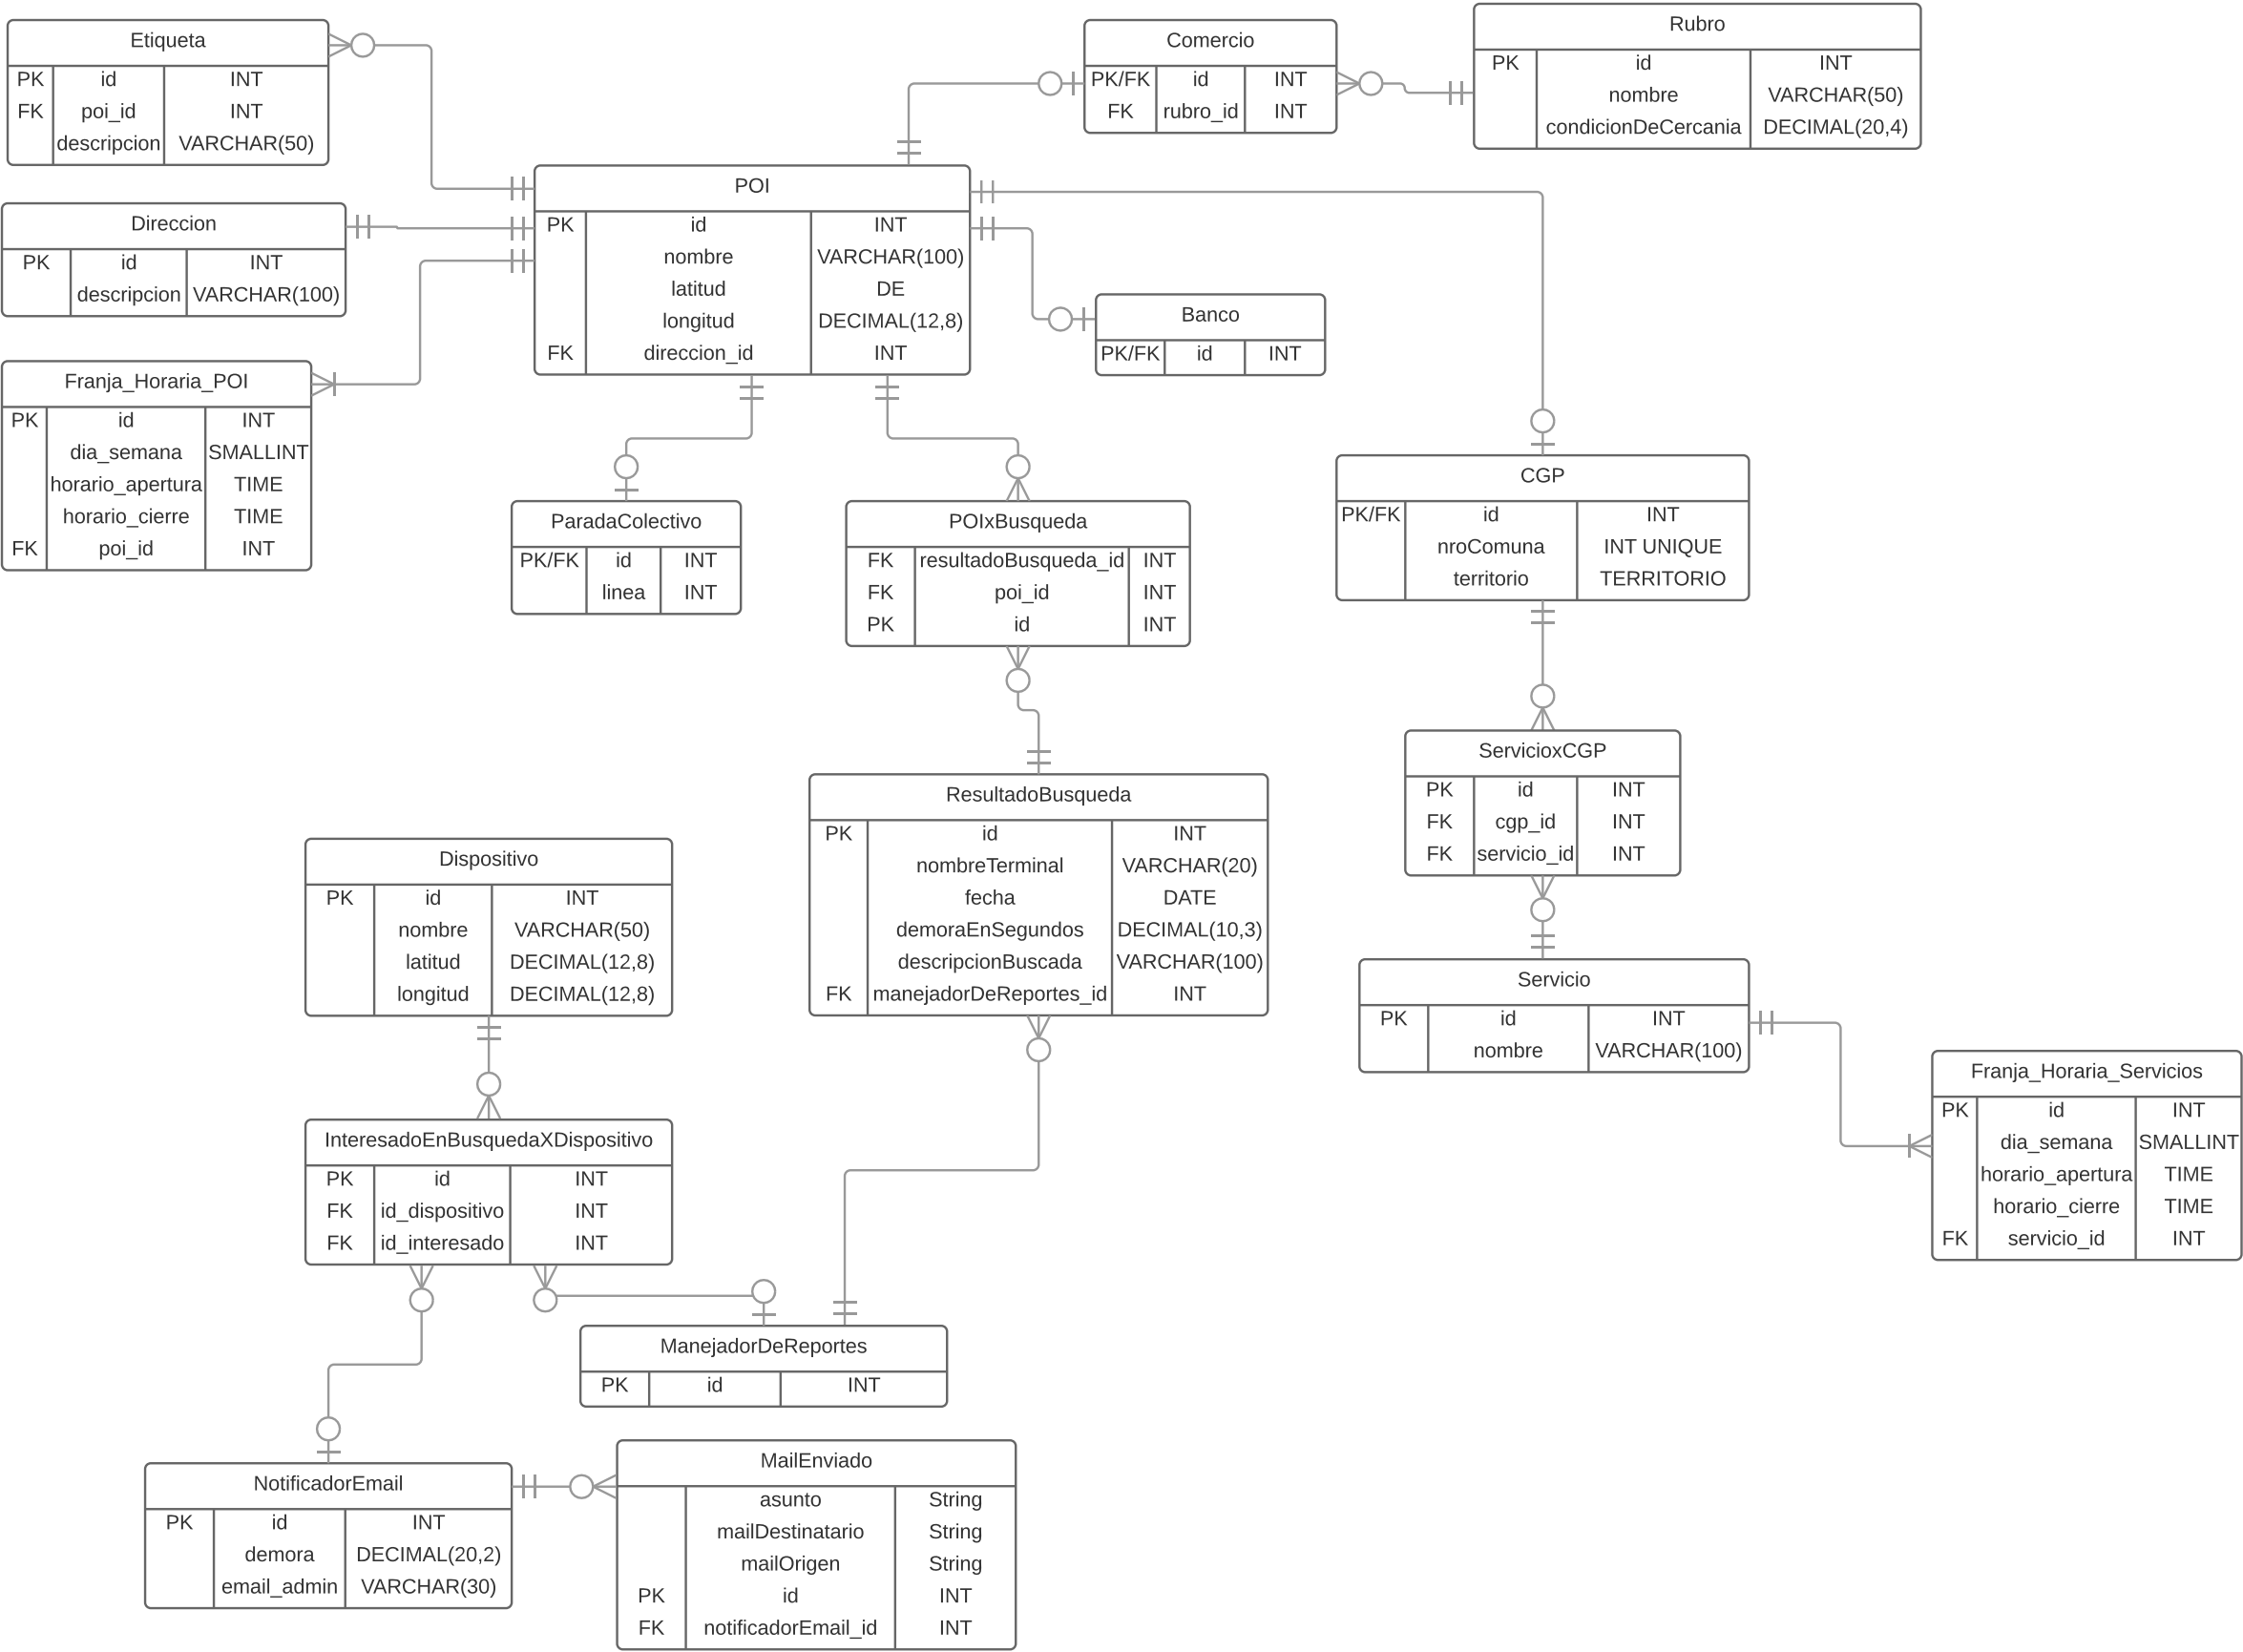 Etiqueta
PK id INT
FK poi_id INT
descripcion VARCHAR(50)
Comercio
PK/FK id INT
FK rubro_id INT
Rubro
PK id INT
nombre VARCHAR(50)
condicionDeCercania DECIMAL(20,4)
Direccion
PK id INT
descripcion VARCHAR(100)
POI
PK id INT
nombre VARCHAR(100)
latitud DE
longitud DECIMAL(12,8)
FK direccion_id INT
Banco
PK/FK id INT
Franja_Horaria_POI
PK id INT
dia_semana SMALLINT
horario_apertura TIME
horario_cierre TIME
FK poi_id INT
ParadaColectivo
PK/FK id INT
linea INT
POIxBusqueda
FK resultadoBusqueda_id INT
FK poi_id INT
PK id INT
CGP
PK/FK id INT
nroComuna INT UNIQUE
territorio TERRITORIO
ServicioxCGP
PK id INT
FK cgp_id INT
FK servicio_id INT
ResultadoBusqueda
PK id INT
nombreTerminal VARCHAR(20)
fecha DATE
demoraEnSegundos DECIMAL(10,3)
descripcionBuscada VARCHAR(100)
FK manejadorDeReportes_id INT
Dispositivo
PK id INT
nombre VARCHAR(50)
latitud DECIMAL(12,8)
longitud DECIMAL(12,8)
Servicio
PK id INT
nombre VARCHAR(100)
Franja_Horaria_Servicios
PK id INT
dia_semana SMALLINT
horario_apertura TIME
horario_cierre TIME
FK servicio_id INT
InteresadoEnBusquedaXDispositivo
PK id INT
FK id_dispositivo INT
FK id_interesado INT
ManejadorDeReportes
PK id INT
NotificadorEmail
PK id INT
demora DECIMAL(20,2)
email_admin VARCHAR(30)
MailEnviado
asunto String
mailDestinatario String
mailOrigen String
PK id INT
FK notificadorEmail_id INT